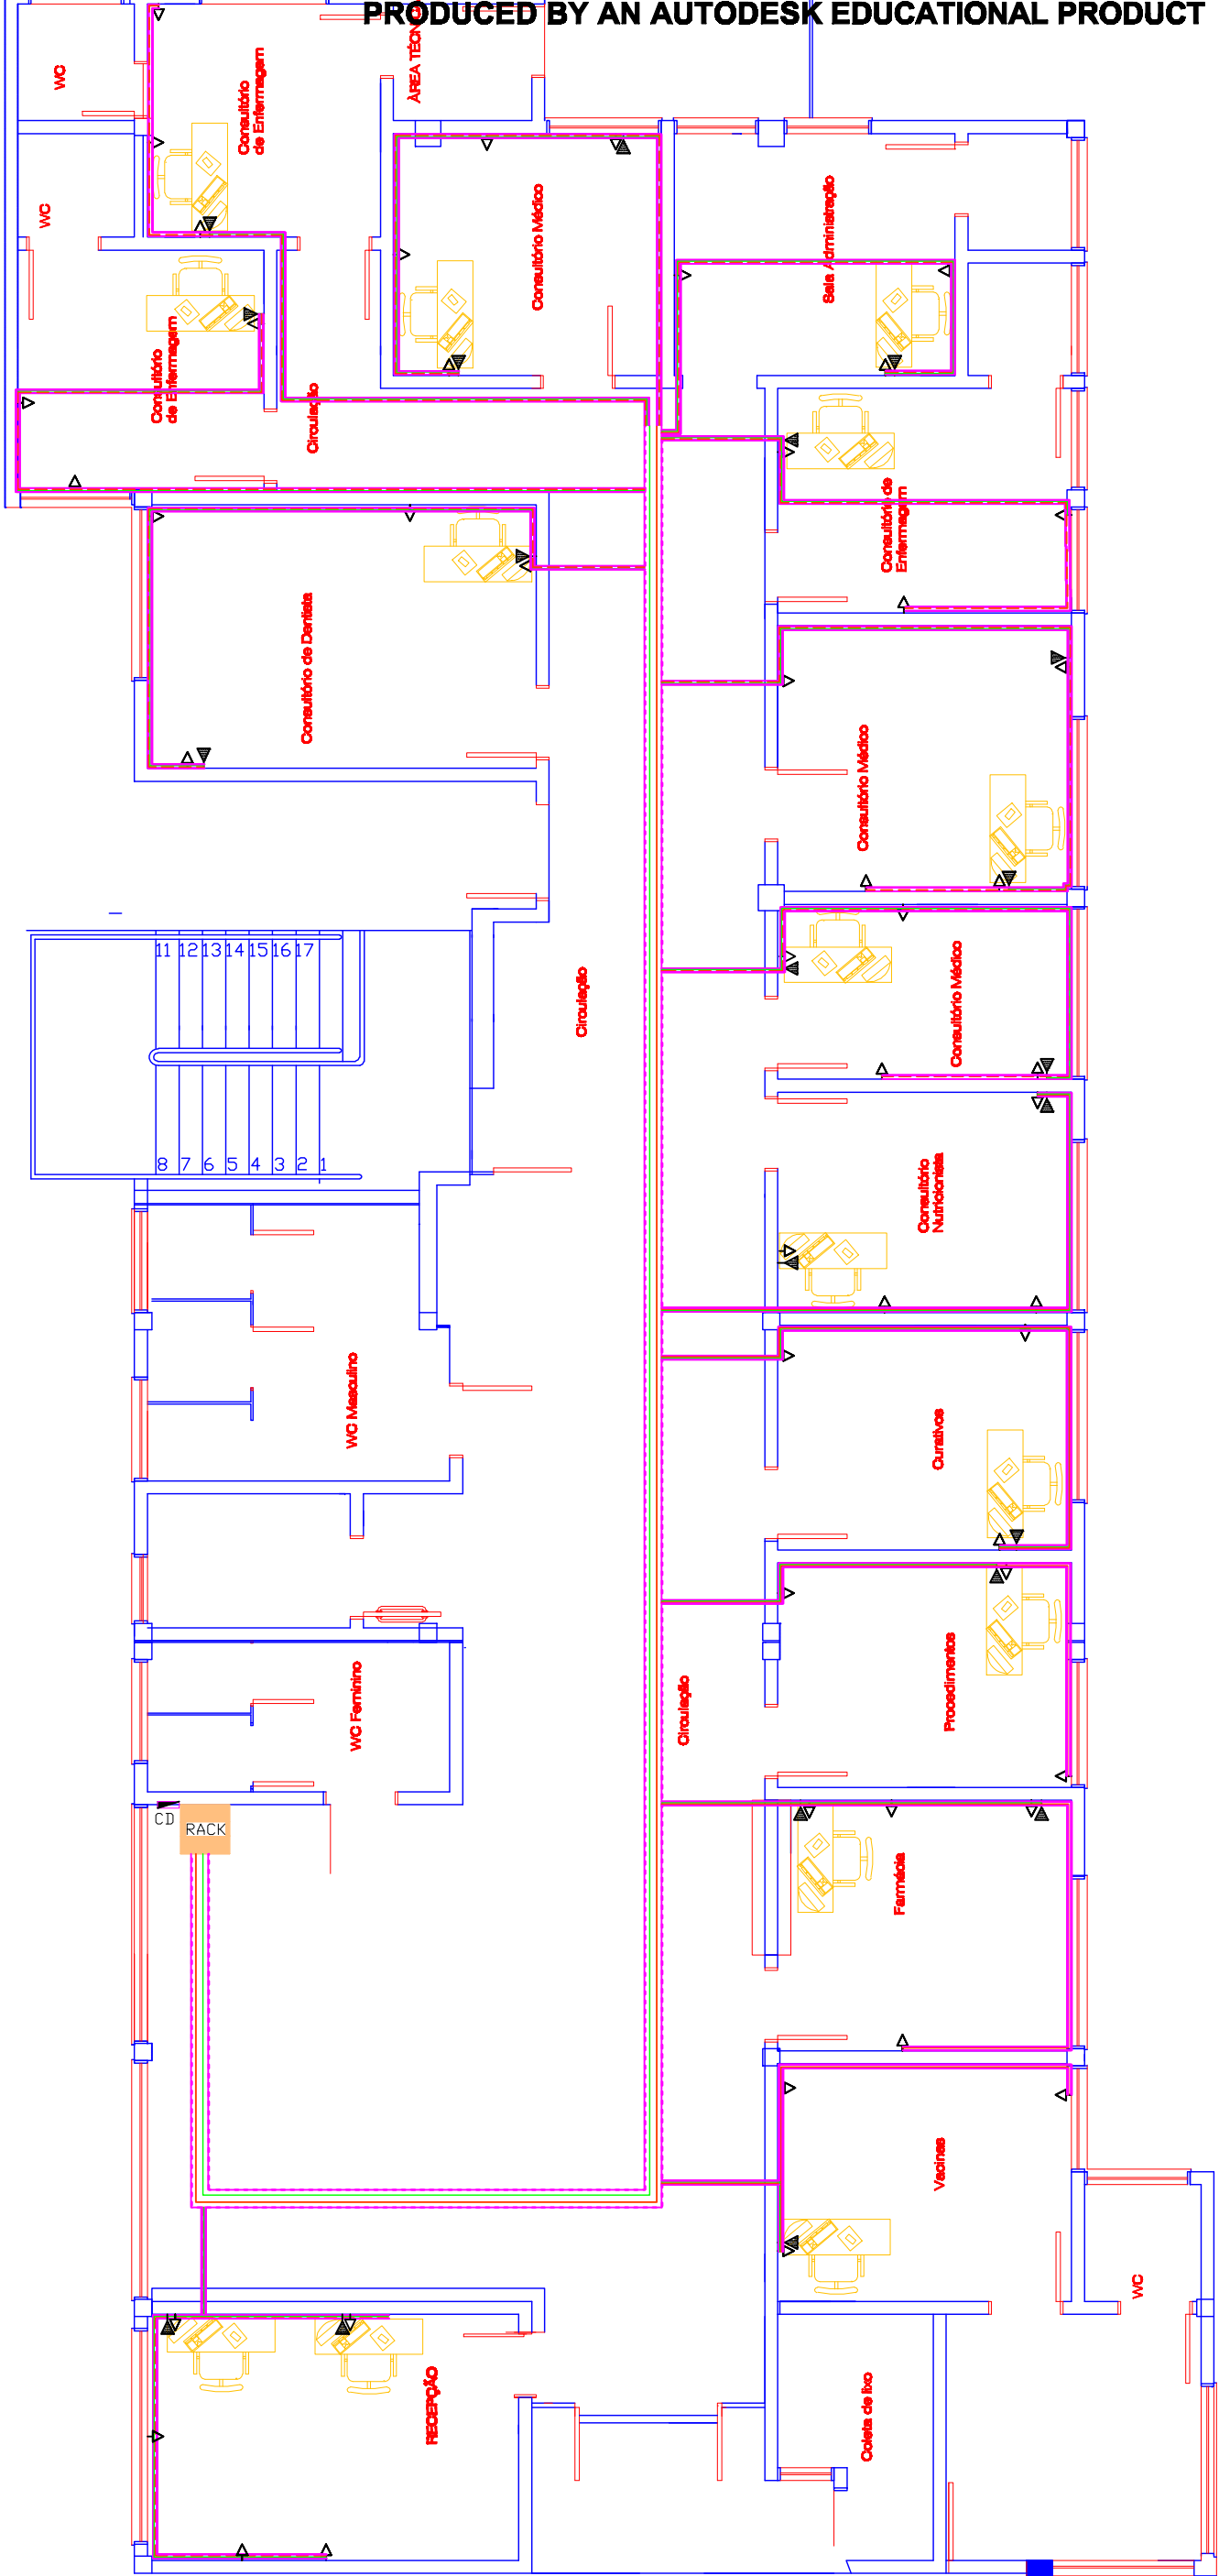 PRODUCED BY AN AUTODESK EDUCATIONAL PRODUCT
WC
Consultório
de Enfermagem
ÁREA TÉCNICA
WC
Consultório Médico
Sala Administração
Consultório
de Enfermagem
Circulação
Consultório de
Enfermagem
Consultório de Dentista
Consultório Médico
11 12 13 14 15 16 17
Circulação
Consultório Médico
8 7 6 5 4 3 2 1
Consultório
Nutricionista
WC Masculino
Curativos
WC Feminino
Circulação
Procedimentos
CD
RACK
Farmácia
Vacinas
WC
RECEPÇÃO
Coleta de lixo